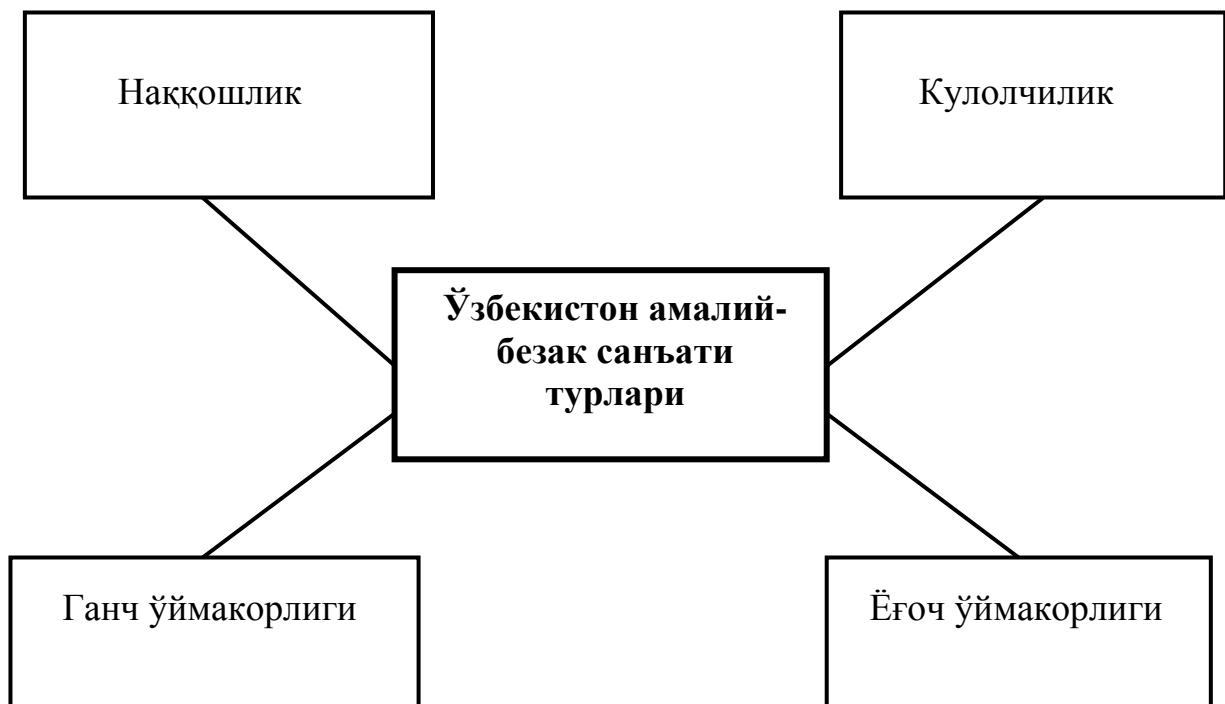 Наққошлик
Кулолчилик
Ўзбекистон амалий-
безак санъати
турлари
Ганч ўймакорлиги
Ёғоч ўймакорлиги